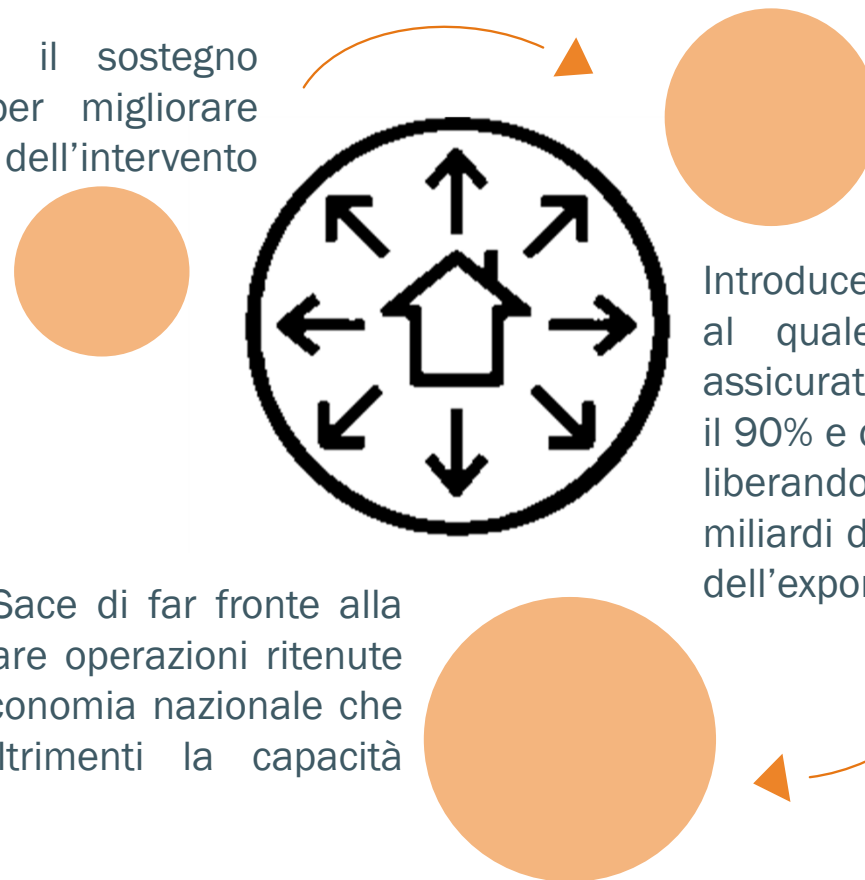 il sostegno
per migliorare
dell'intervento
Introduce
al quale
assicurat
il 90% e
liberando
miliardi d
dell'expor
Sace di far fronte alla
are operazioni ritenute
conomia nazionale che
ltrimenti la capacità